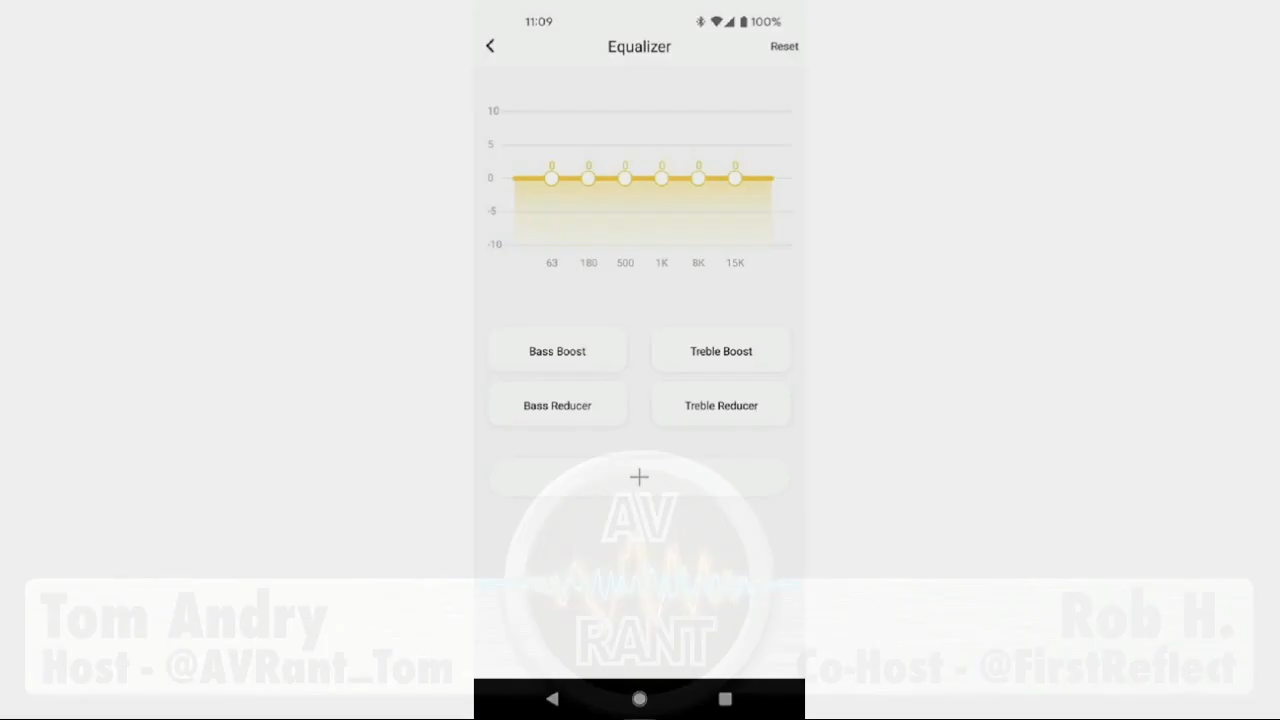 11:09
100%
Equalizer
Reset
10
5
0
-5
-10
0 0 0 0 0 0
63 180 500 1K 8K 15K
Bass Boost
Treble Boost
Bass Reducer
Treble Reducer
+
AV
RANT
Tom Andry
Host - @AVRant_Tom
Rob H.
Co-Host - @FirstReflect